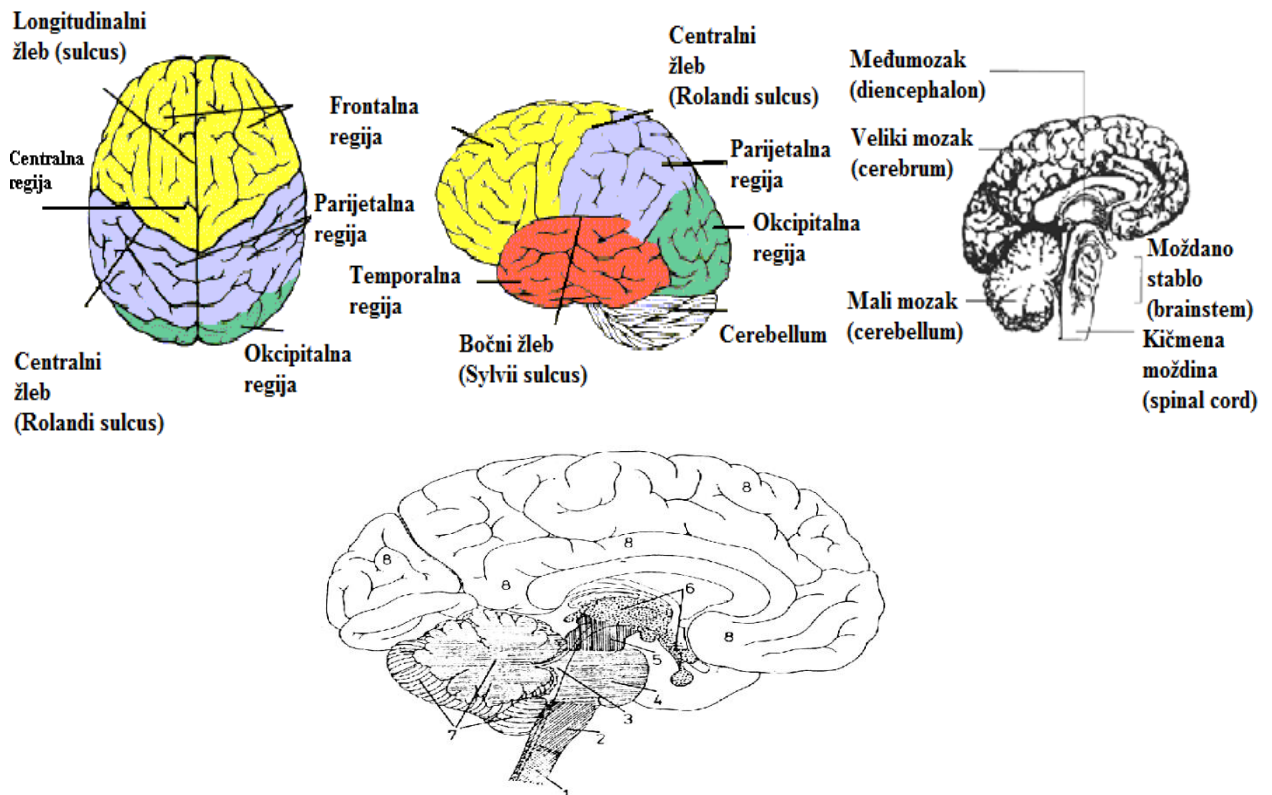 Longitudinalni
žleb (sulcus)
Frontalna
regija
Centralna
regija
Parijetalna
regija
Centralni
žleb
(Rolandi sulcus)
Okcipitalna
regija
Centralni
žleb
(Rolandi sulcus)
Parijetalna
regija
Okcipitalna
regija
Temporalna
regija
Bočni žleb
(Sylvii sulcus)
Cerebellum
Međumozak
(diencephalon)
Veliki mozak
(cerebrum)
Mali mozak
(cerebellum)
Moždano
stablo
(brainstem)
Kičmena
moždina
(spinal cord)
8
8
8
8
8
6
5
4
3
7
2
1